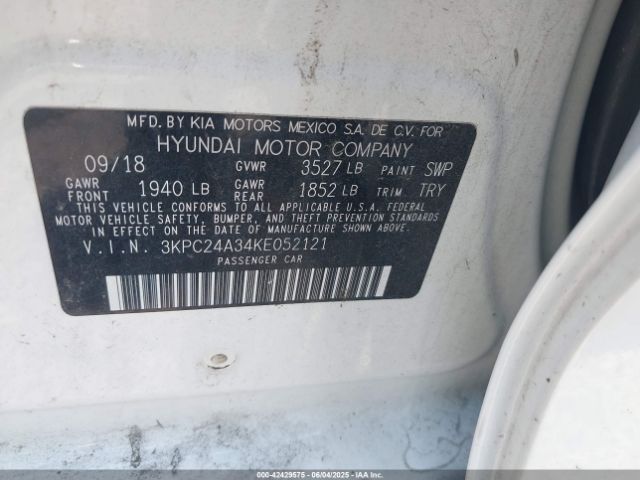 MFD. BY KIA MOTORS MEXICO S.A. DE C.V. FOR
HYUNDAI MOTOR COMPANY
09/18 GVWR 3527 LB PAINT SWP
GAWR FRONT 1940 LB GAWR REAR 1852 LB TRIM. TRY
THIS VEHICLE CONFORMS TO ALL APPLICABLE U.S.A. FEDERAL
MOTOR VEHICLE SAFETY, BUMPER, AND THEFT PREVENTION STANDARDS
IN EFFECT ON THE DATE OF MANUFACTURE SHOWN ABOVE.
V.I.N. 3KPC24A34KE052121
PASSENGER CAR
© - 42429575 - 06/04/2025 - IAAI.COM